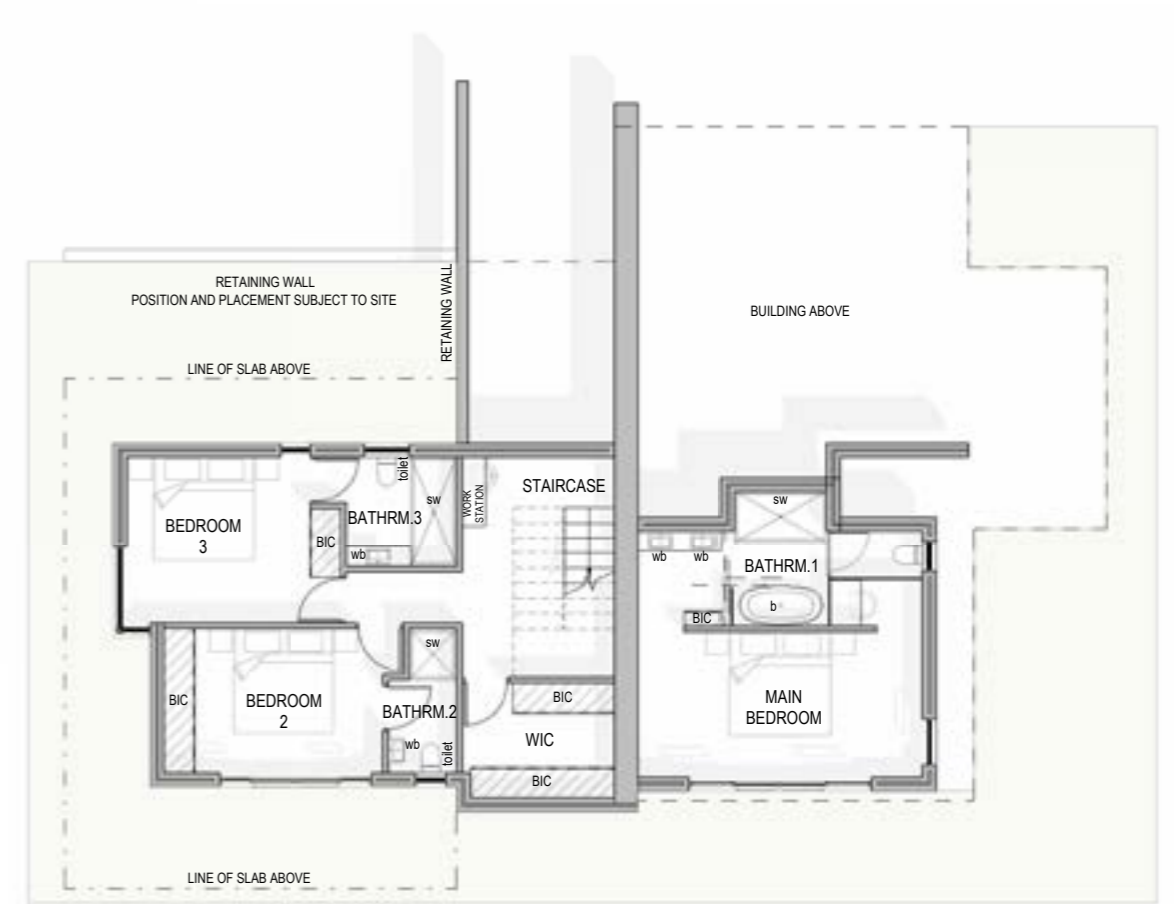 RETAINING WALL
POSITION AND PLACEMENT SUBJECT TO SITE
RETAINING WALL
BUILDING ABOVE
LINE OF SLAB ABOVE
BEDROOM
3
BIC
BATHRM.3
toilet
sw
wb
WORK
STATION
STAIRCASE
wb
wb
sw
BATHRM.1
b
BIC
BIC
BEDROOM
2
sw
BATHRM.2
wb
toilet
BIC
WIC
BIC
MAIN
BEDROOM
LINE OF SLAB ABOVE